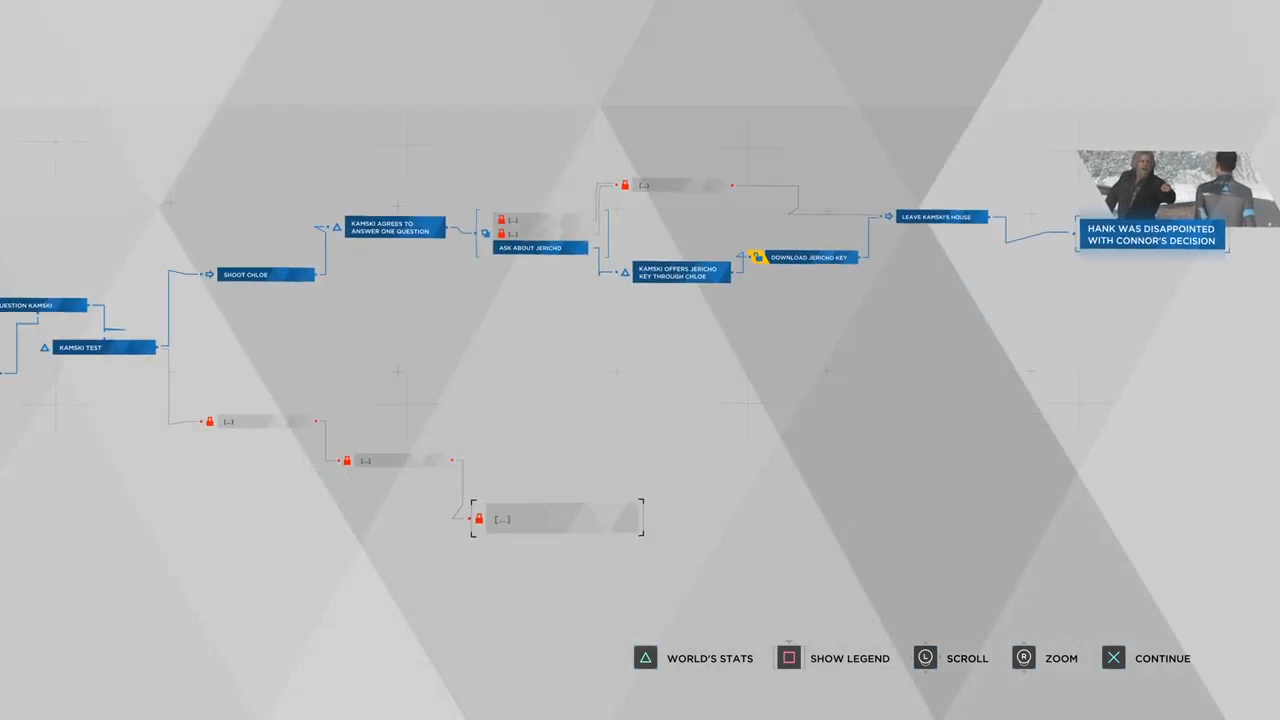 UESTION KAMSKI
KAMSKI TEST
SHOOT CHLOE
KAMSKI AGREES TO
ANSWER ONE QUESTION
[...]
[...]
ASK ABOUT JERICHO
[...]
KAMSKI OFFERS JERICHO
KEY THROUGH CHLOE
DOWNLOAD JERICHO KEY
LEAVE KAMSKI'S HOUSE
HANK WAS DISAPPOINTED
WITH CONNOR'S DECISION
[...]
[...]
[...]
WORLD'S STATS
SHOW LEGEND
L
SCROLL
R
ZOOM
CONTINUE